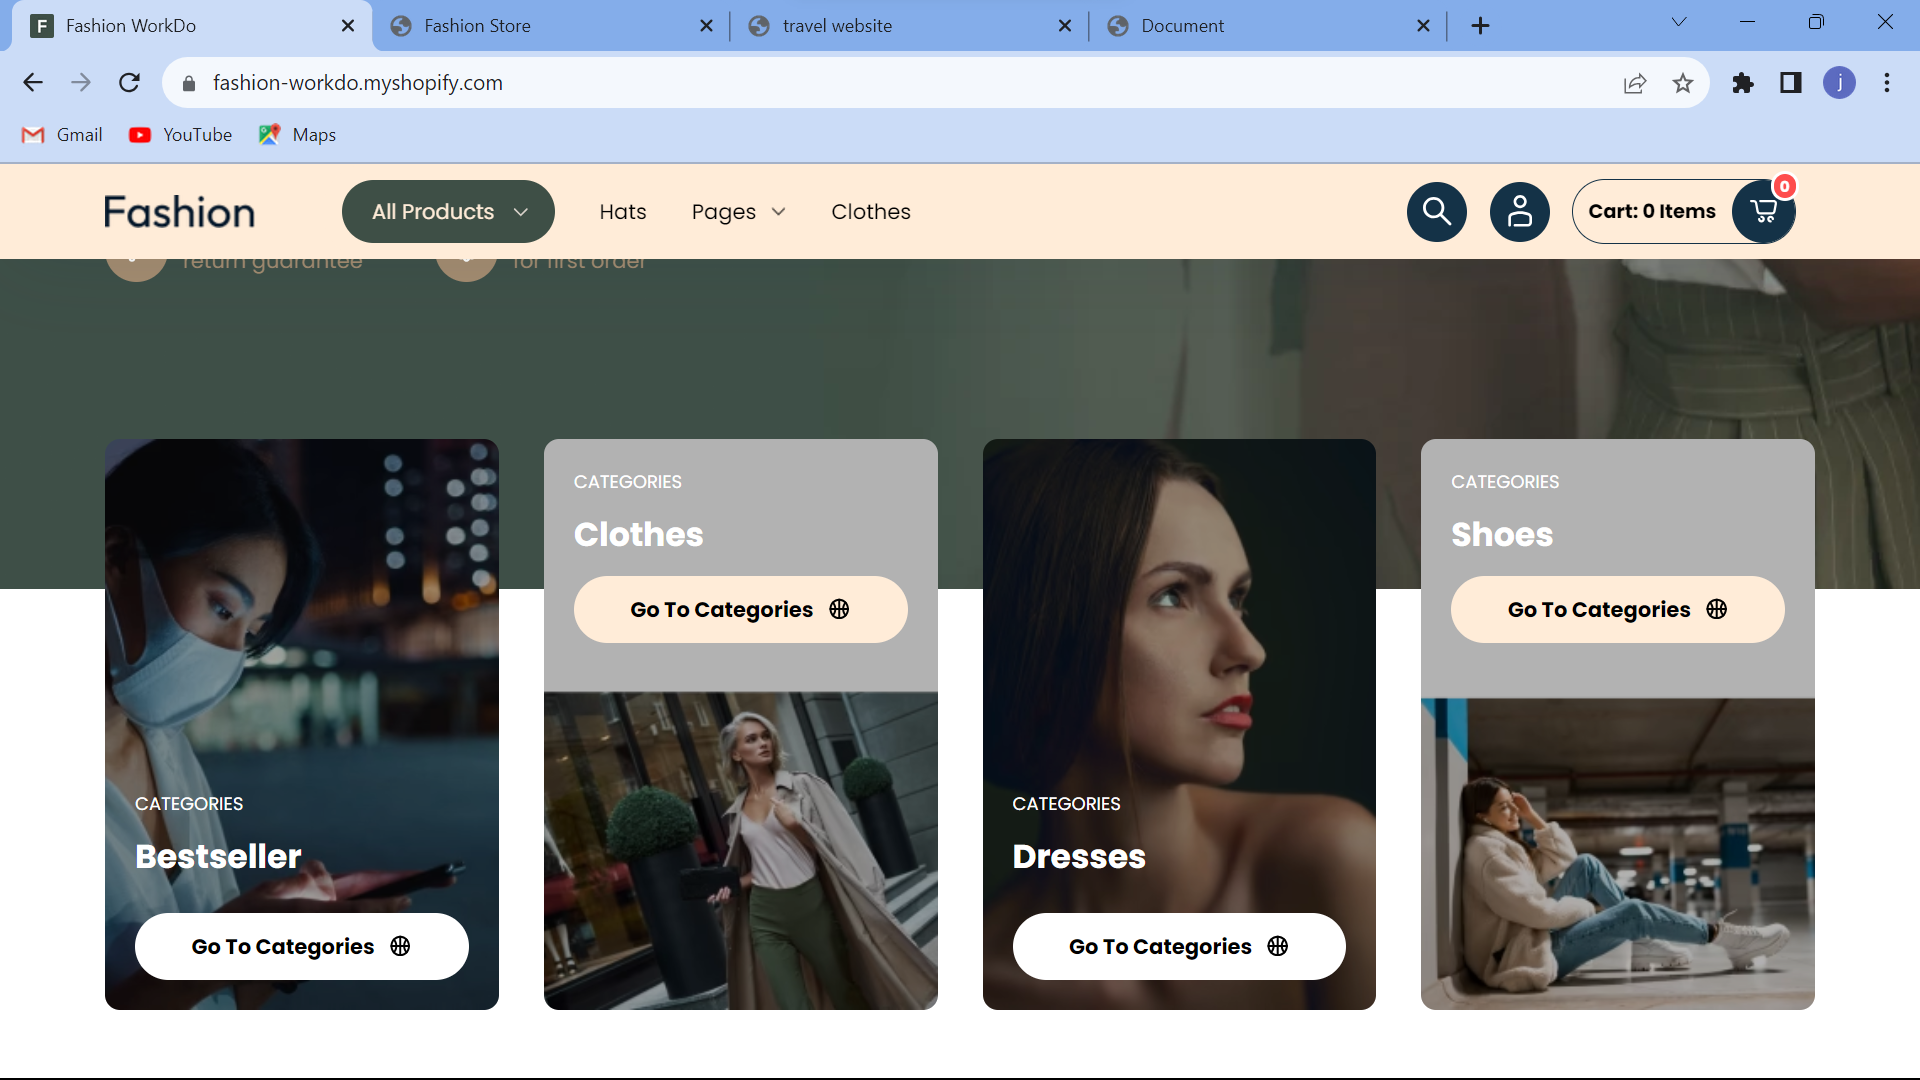 F Fashion WorkDo
Fashion Store
travel website
Document
fashion-workdo.myshopify.com
j
Gmail
YouTube
Maps
Fashion
All Products
Hats
Pages
Clothes
Cart: 0 Items
0
return guarantee
for first order
CATEGORIES
Bestseller
Go To Categories
CATEGORIES
Clothes
Go To Categories
CATEGORIES
Dresses
Go To Categories
CATEGORIES
Shoes
Go To Categories